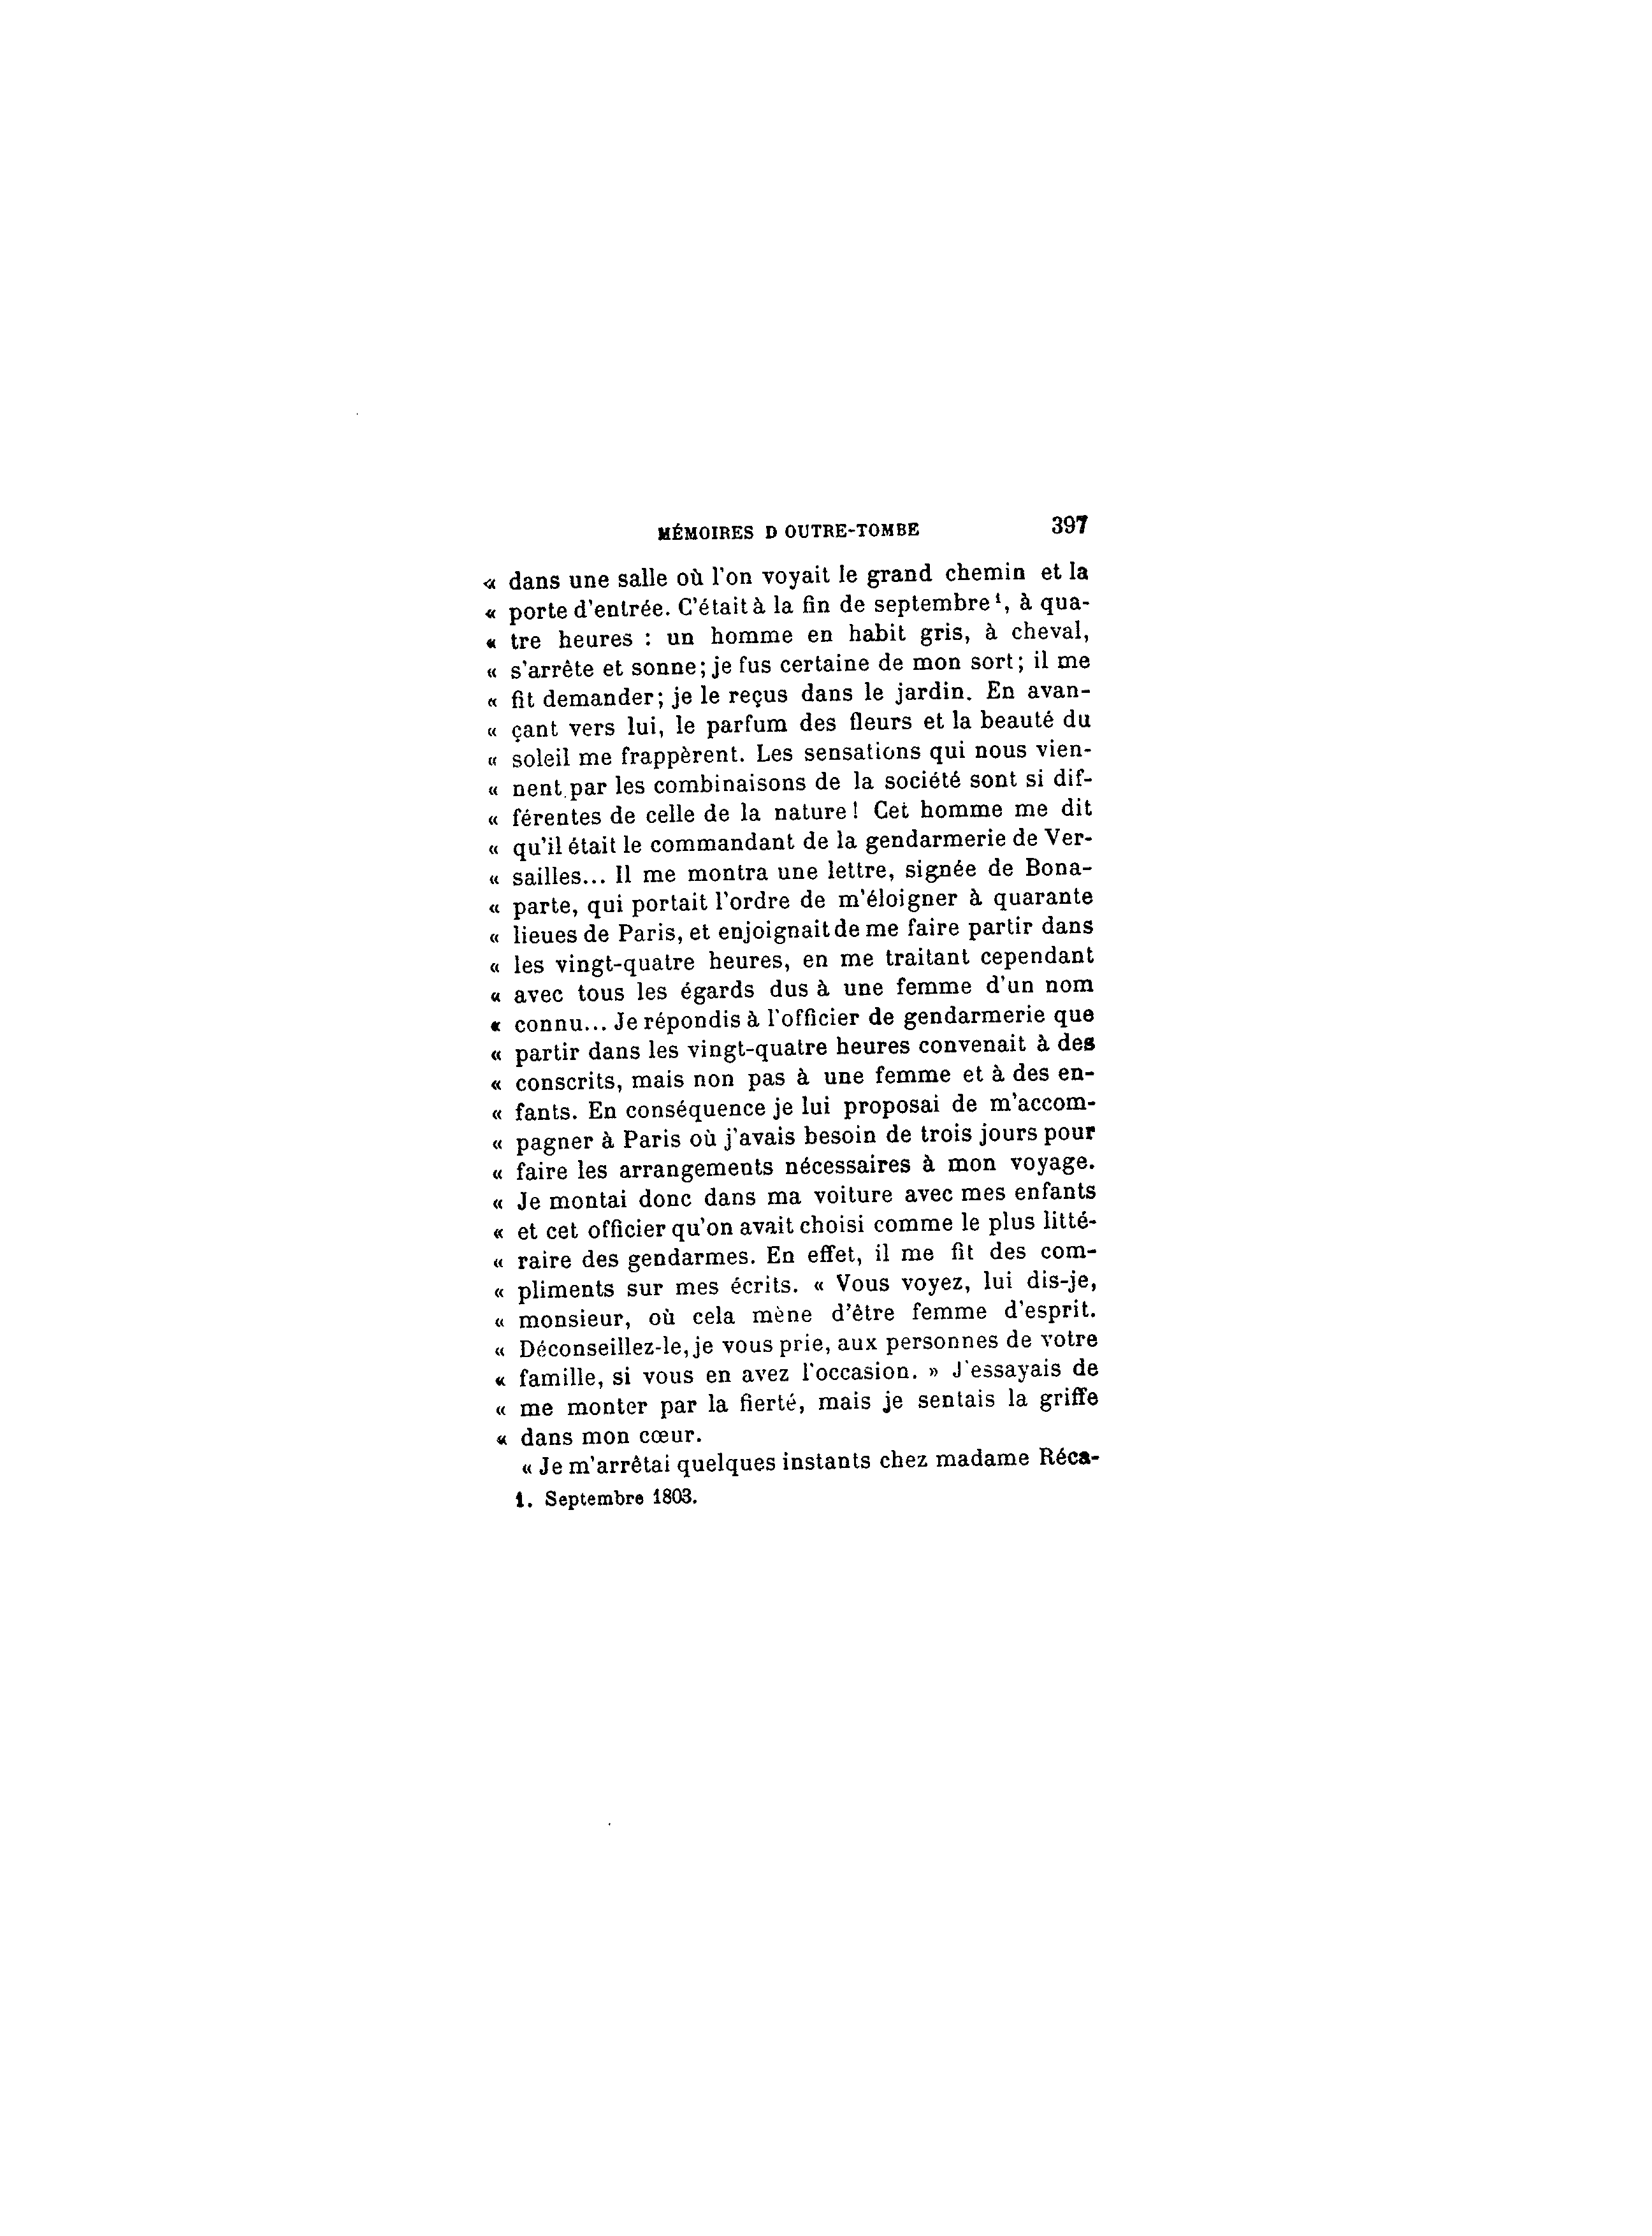 MÉMOIRES D OUTRE-TOMBE 397
« dans une salle où l'on voyait le grand chemin et la
« porte d'entrée. C'était à la fin de septembre¹, à qua-
« tre heures : un homme en habit gris, à cheval,
« s'arrête et sonne; je fus certaine de mon sort; il me
« fit demander; je le reçus dans le jardin. En avan-
« çant vers lui, le parfum des fleurs et la beauté du
« soleil me frappèrent. Les sensations qui nous vien-
« nent par les combinaisons de la société sont si dif-
« férentes de celle de la nature! Cet homme me dit
« qu'il était le commandant de la gendarmerie de Ver-
« sailles... Il me montra une lettre, signée de Bona-
« parte, qui portait l'ordre de m'éloigner à quarante
« lieues de Paris, et enjoignait de me faire partir dans
« les vingt-quatre heures, en me traitant cependant
« avec tous les égards dus à une femme d'un nom
« connu... Je répondis à l'officier de gendarmerie que
« partir dans les vingt-quatre heures convenait à des
« conscrits, mais non pas à une femme et à des en-
« fants. En conséquence je lui proposai de m'accom-
« pagner à Paris où j'avais besoin de trois jours pour
« faire les arrangements nécessaires à mon voyage.
« Je montai donc dans ma voiture avec mes enfants
« et cet officier qu'on avait choisi comme le plus litté-
« raire des gendarmes. En effet, il me fit des com-
« pliments sur mes écrits. « Vous voyez, lui dis-je,
« monsieur, où cela mène d'être femme d'esprit.
« Déconseillez-le, je vous prie, aux personnes de votre
« famille, si vous en avez l'occasion. » J'essayais de
« me monter par la fierté, mais je sentais la griffe
« dans mon cœur.
« Je m'arrêtai quelques instants chez madame Réca-
1. Septembre 1803.